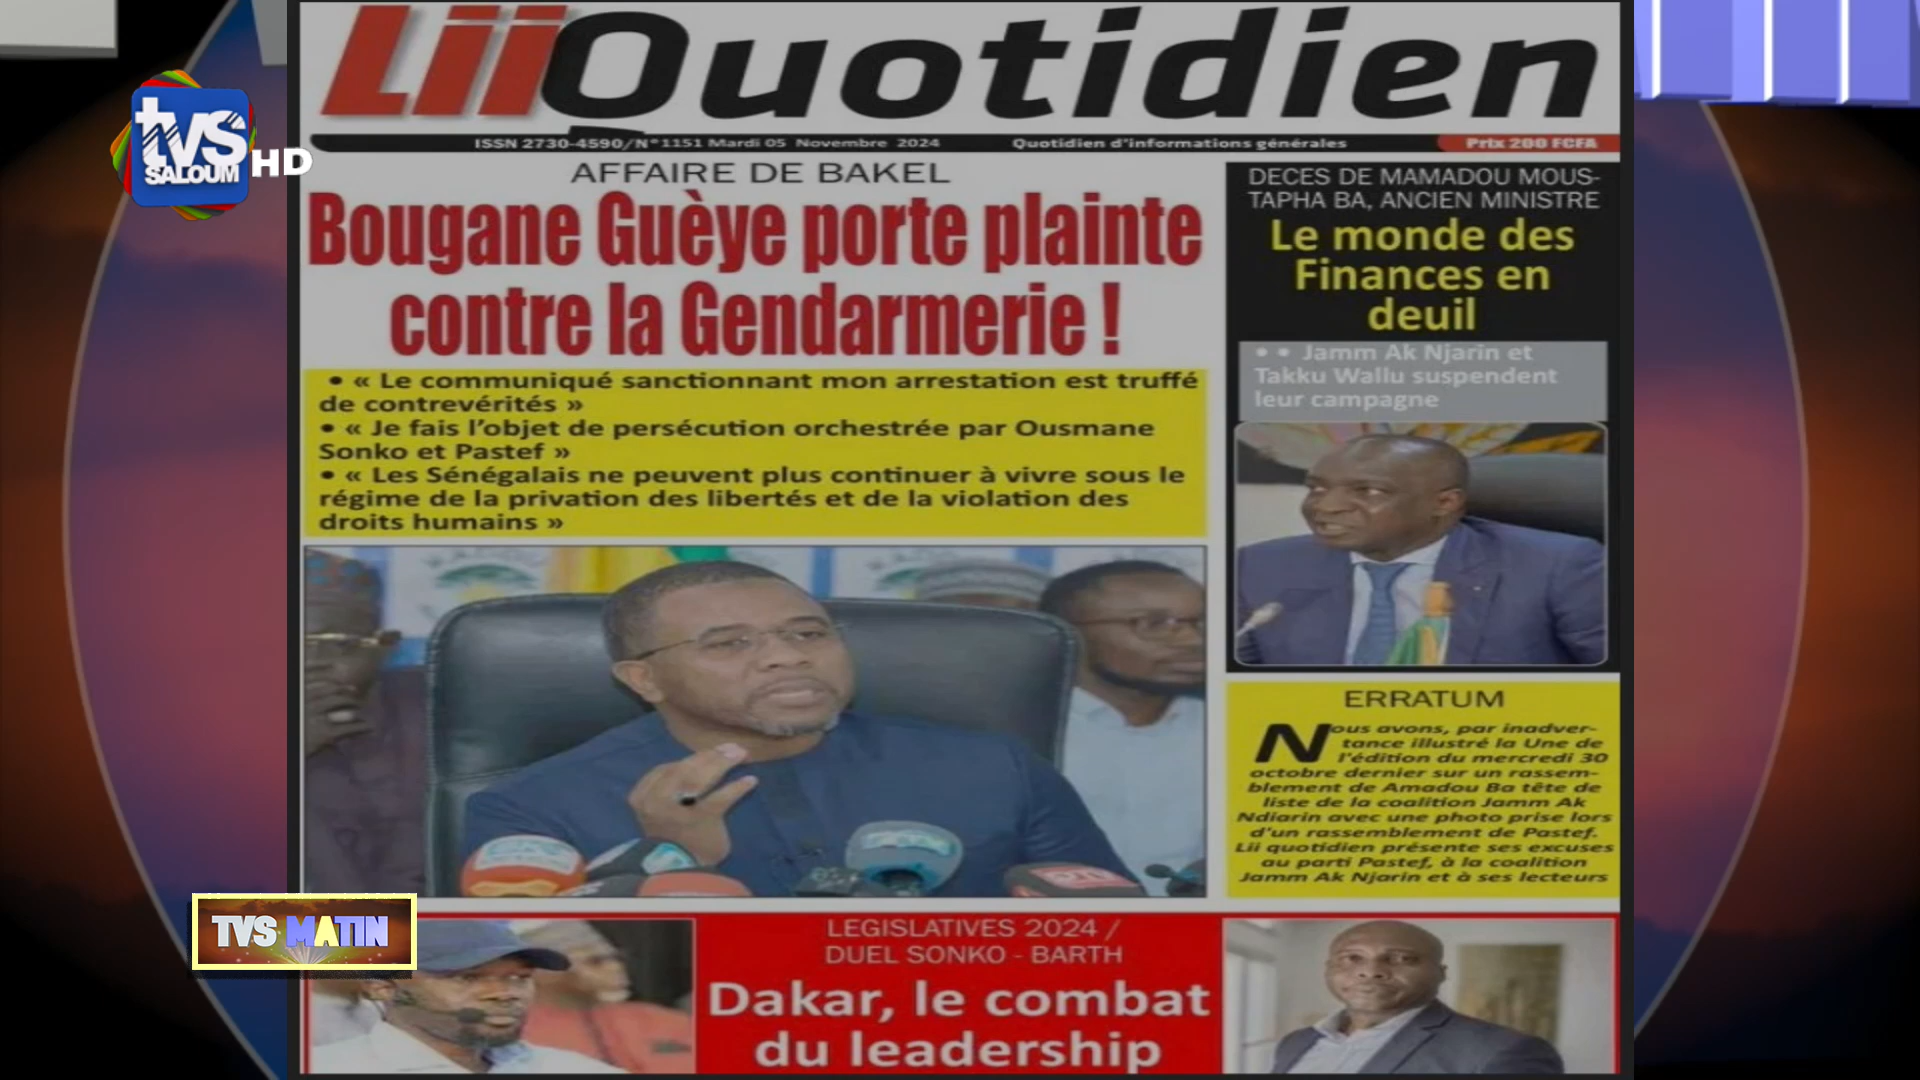 LiiQuotidien
ISSN 2730-4590/N°1151 Mardi 05 Novembre 2024
Quotidien d'informations générales
Prix 200 FCFA
tvs
SALOUM
HD
AFFAIRE DE BAKEL
Bougane Guèye porte plainte
contre la Gendarmerie !
• « Le communiqué sanctionnant mon arrestation est truffé
de contrevérités »
• « Je fais l'objet de persécution orchestrée par Ousmane
Sonko et Pastef »
• « Les Sénégalais ne peuvent plus continuer à vivre sous le
régime de la privation des libertés et de la violation des
droits humains »
DECES DE MAMADOU MOUS-
TAPHA BA, ANCIEN MINISTRE
Le monde des
Finances en
deuil
• • Jamm Ak Njarin et
Takku Wallu suspendent
leur campagne
ERRATUM
Nous avons, par inadver-
tance illustré la Une de
l'édition du mercredi 30
octobre dernier sur un rassem-
blement de Amadou Ba tête de
liste de la coalition Jamm Ak
Ndiarin avec une photo prise lors
d'un rassemblement de Pastef.
Lii quotidien présente ses excuses
au parti Pastef, à la coalition
Jamm Ak Njarin et à ses lecteurs
TVS MATIN
LEGISLATIVES 2024 /
DUEL SONKO - BARTH
Dakar, le combat
du leadership